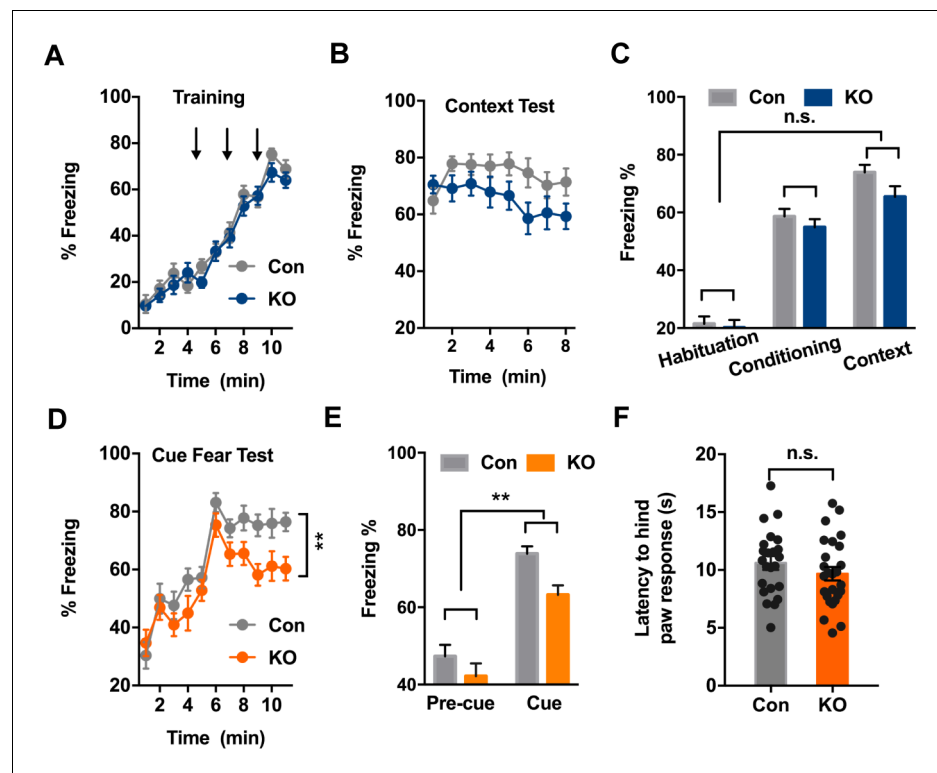 A
Training
% Freezing
100
80
60
40
20
0
Con
KO
2 4 6 8 10
Time (min)
B
Context Test
% Freezing
100
80
60
40
20
2 4 6 8
Time (min)
C
Con KO
n.s.
Freezing %
80
60
40
20
Habituation
Conditioning
Context
D
Cue Fear Test
% Freezing
100
80
60
40
20
**
Con
KO
2 4 6 8 10
Time (min)
E
Con KO
**
Freezing %
100
80
60
40
Pre-cue Cue
F
n.s.
Latency to hind
paw response (s)
20
15
10
5
0
Con KO